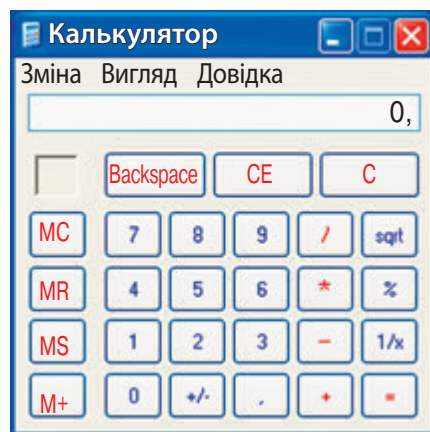 Калькулятор
Зміна Вигляд Довідка
0,
Backspace CE C
MC 7 8 9 / sqrt
MR 4 5 6 * %
MS 1 2 3 - 1/x
M+ 0 +/- , + =